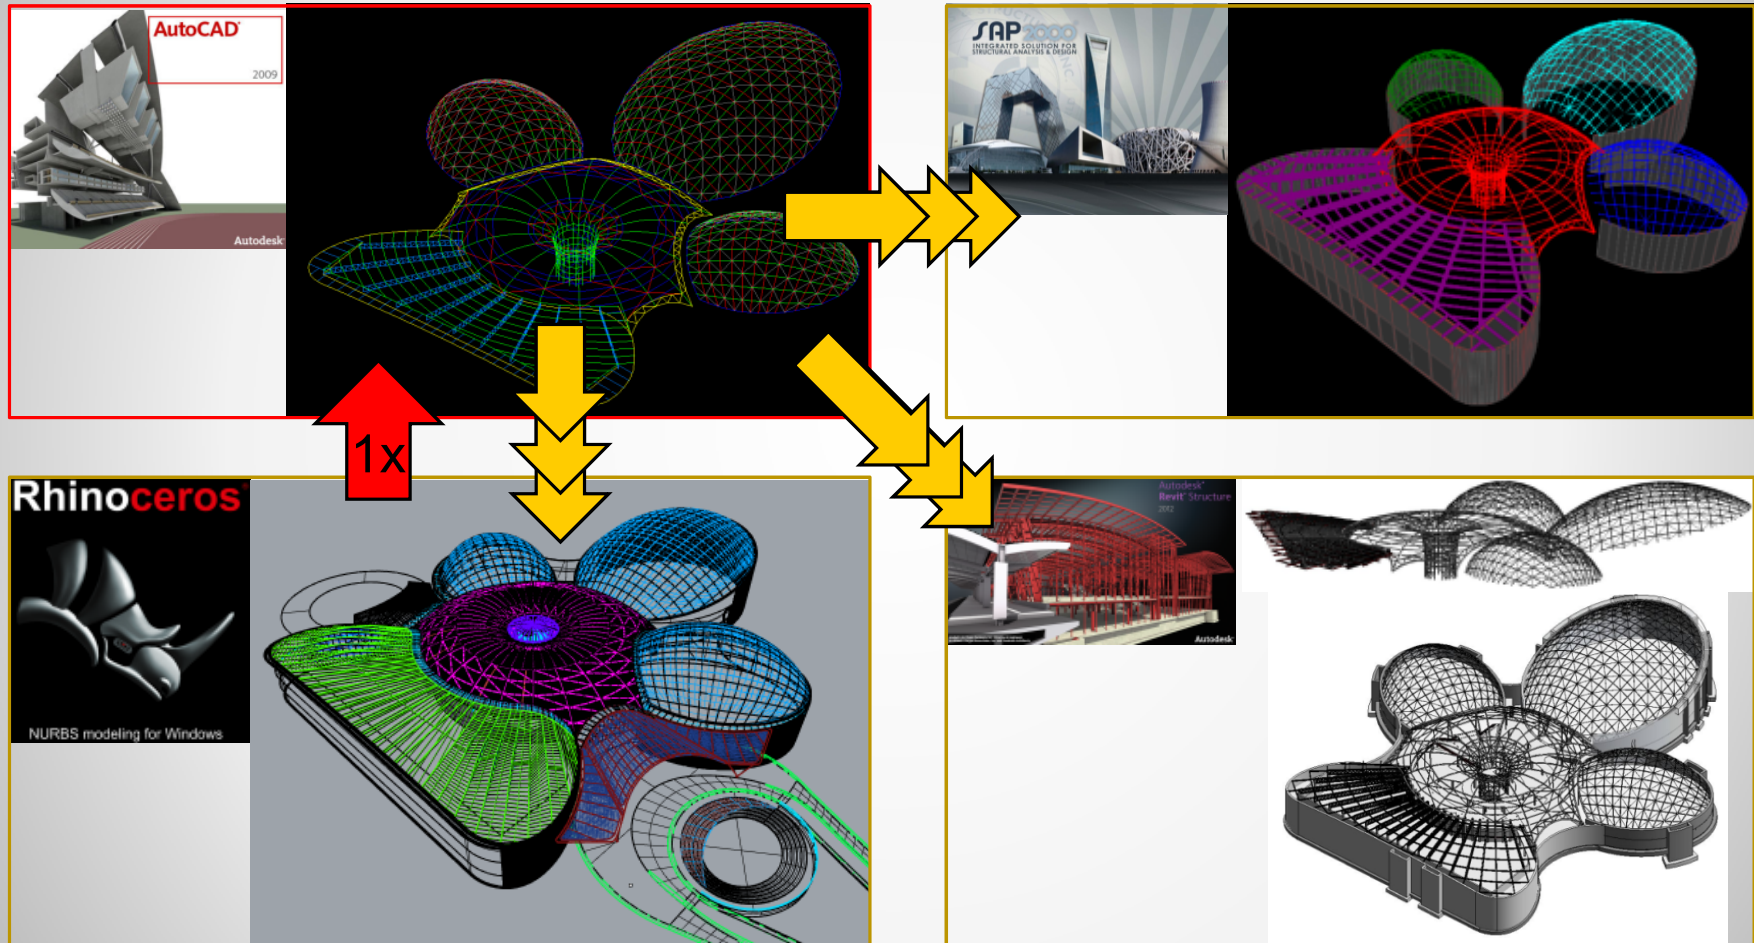 AutoCAD®
2009
Autodesk
SAP2000®
INTEGRATED SOLUTION FOR
STRUCTURAL ANALYSIS & DESIGN
INC.
1x
Rhinoceros®
NURBS modeling for Windows
Autodesk®
Revit® Structure
2012
Autodesk